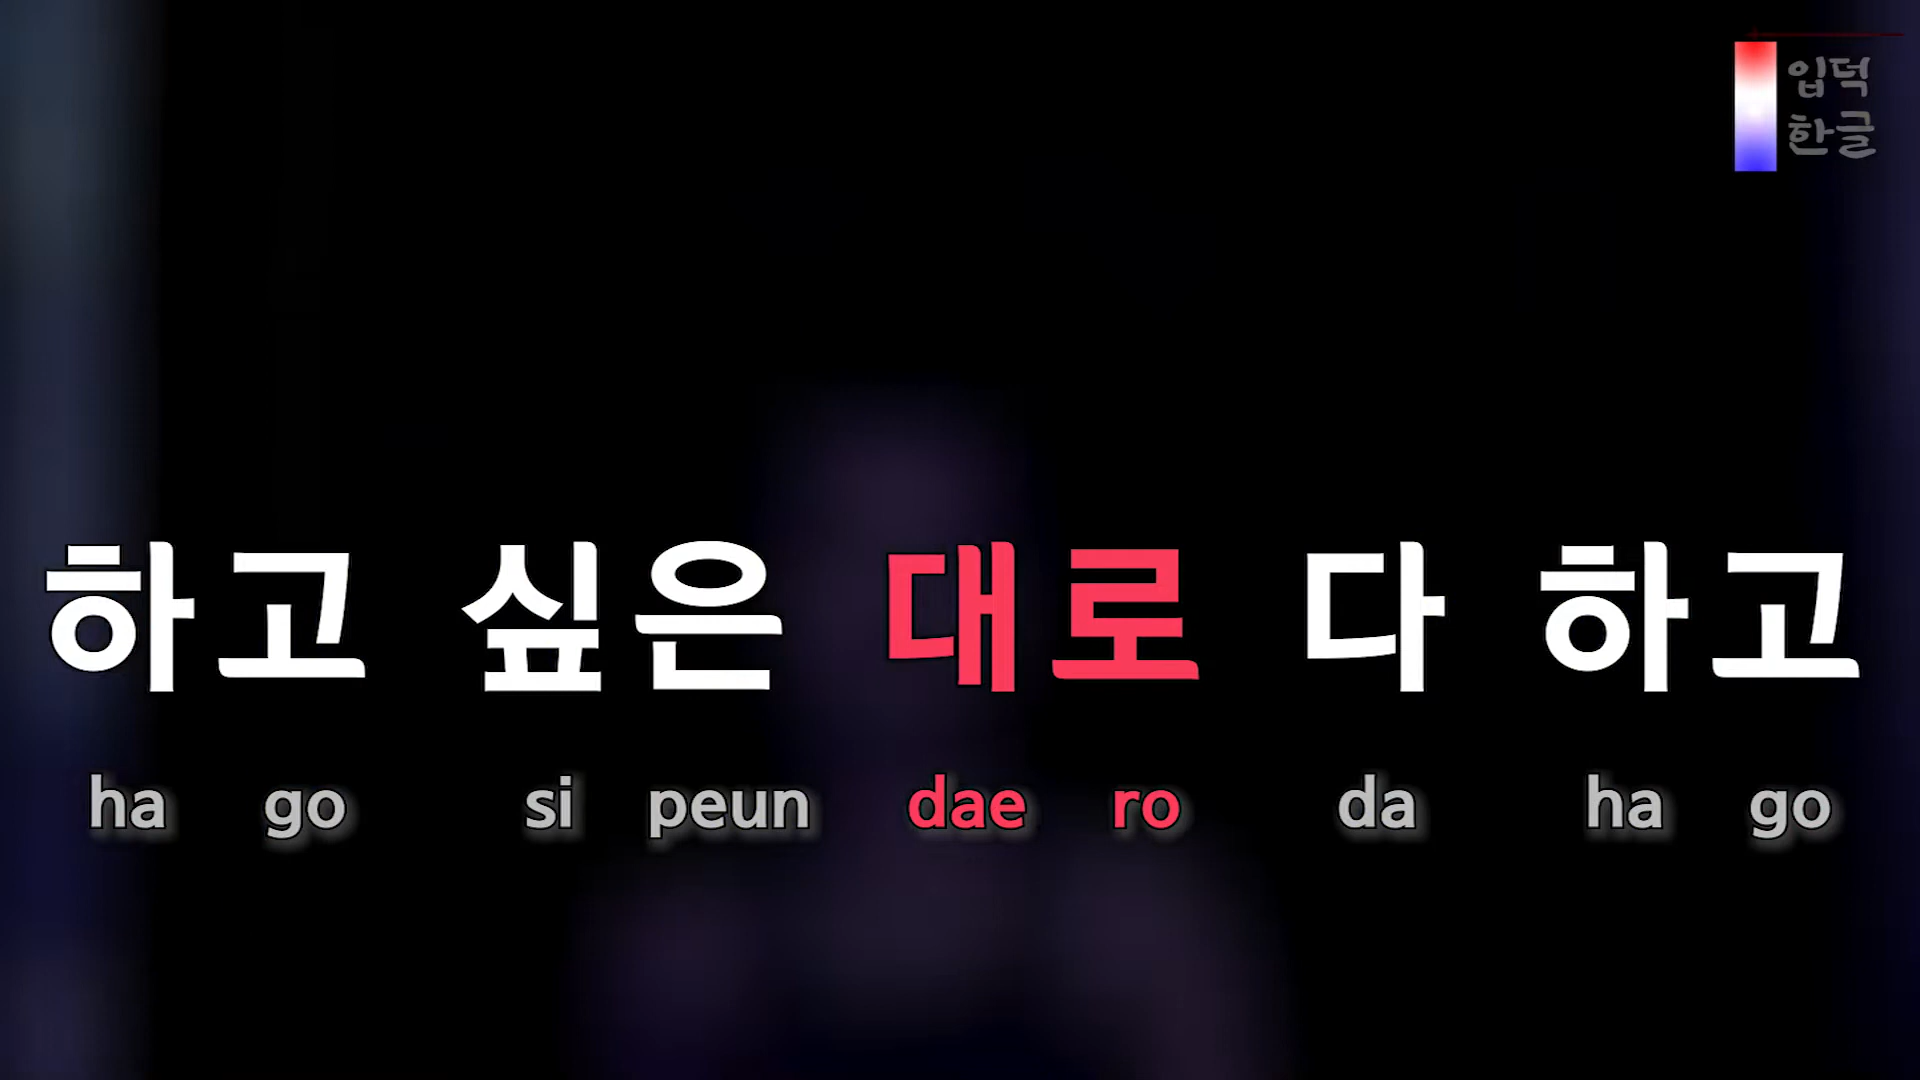 입덕
한글
하고 싶은 대로 다 하고
ha go si peun dae ro da ha go